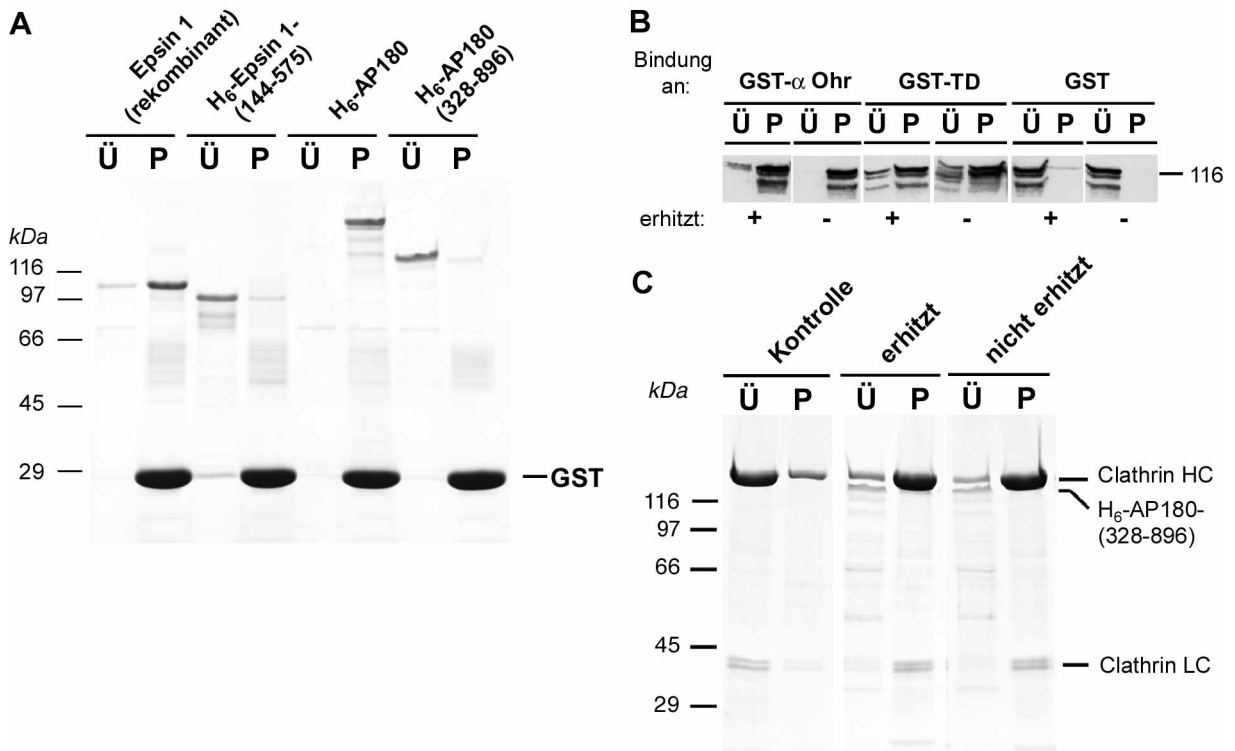 A
Epsin 1
(rekombinant)
H6-Epsin 1-
(144-575)
H6-AP180
H6-AP180
(328-896)
Ü P Ü P Ü P Ü P
kDa
116
97
66
45
29
GST
B
Bindung
an:
GST-α Ohr GST-TD GST
Ü P Ü P Ü P Ü P Ü P Ü P
116
erhitzt: + - + - + -
C
Kontrolle
erhitzt
nicht erhitzt
kDa
Ü P Ü P Ü P
Clathrin HC
116
H6-AP180-
(328-896)
97
66
45
Clathrin LC
29